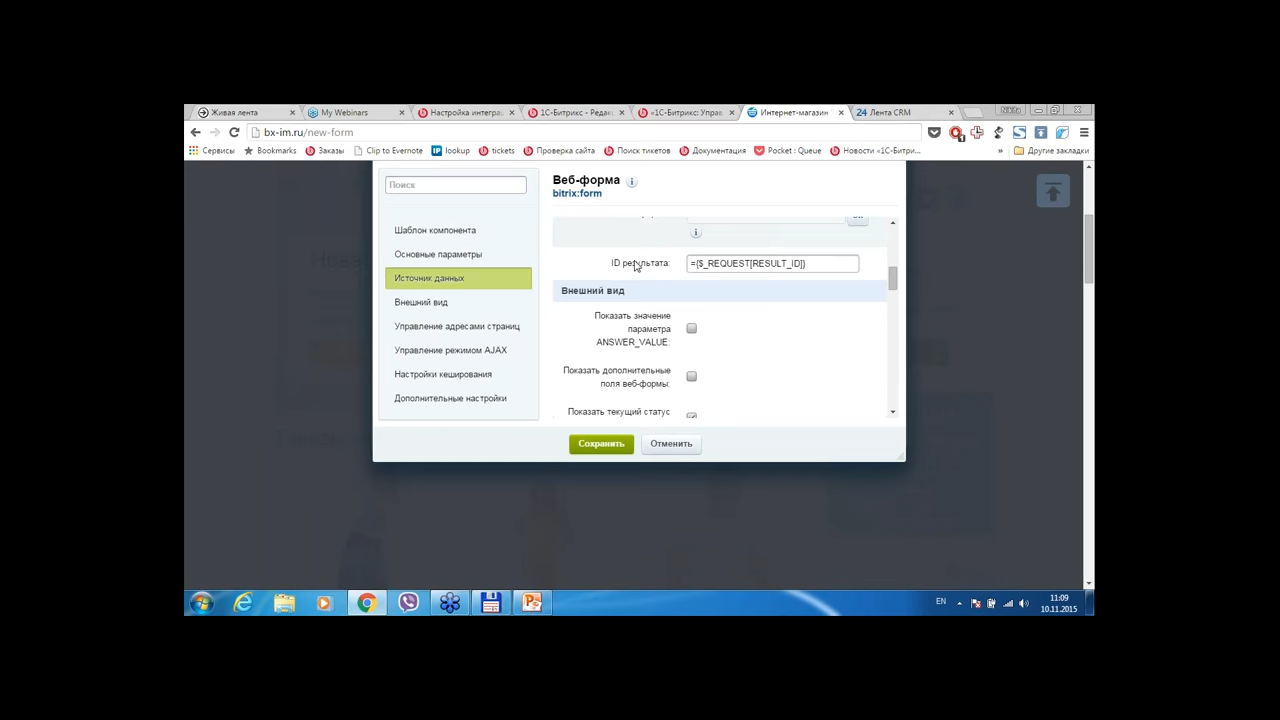 Живая лента
My Webinars
Настройка интегра
1С-Битрикс - Редак
«1С-Битрикс: Управ
Интернет-магазин
24 Лента CRM
Nikita
bx-im.ru/new-form
Сервисы
Bookmarks
Заказы
Clip to Evernote
IP lookup
tickets
Проверка сайта
Поиск тикетов
Документация
Pocket : Queue
Новости «1С-Битри...
»
Другие закладки
Поиск
Шаблон компонента
Основные параметры
Источник данных
Внешний вид
Управление адресами страниц
Управление режимом AJAX
Настройки кеширования
Дополнительные настройки
Веб-форма
bitrix:form
ID результата:
={$_REQUEST[RESULT_ID]}
Внешний вид
Показать значение
параметра
ANSWER_VALUE:
Показать дополнительные
поля веб-формы:
Показать текущий статус
Сохранить
Отменить
EN
11:09
10.11.2015